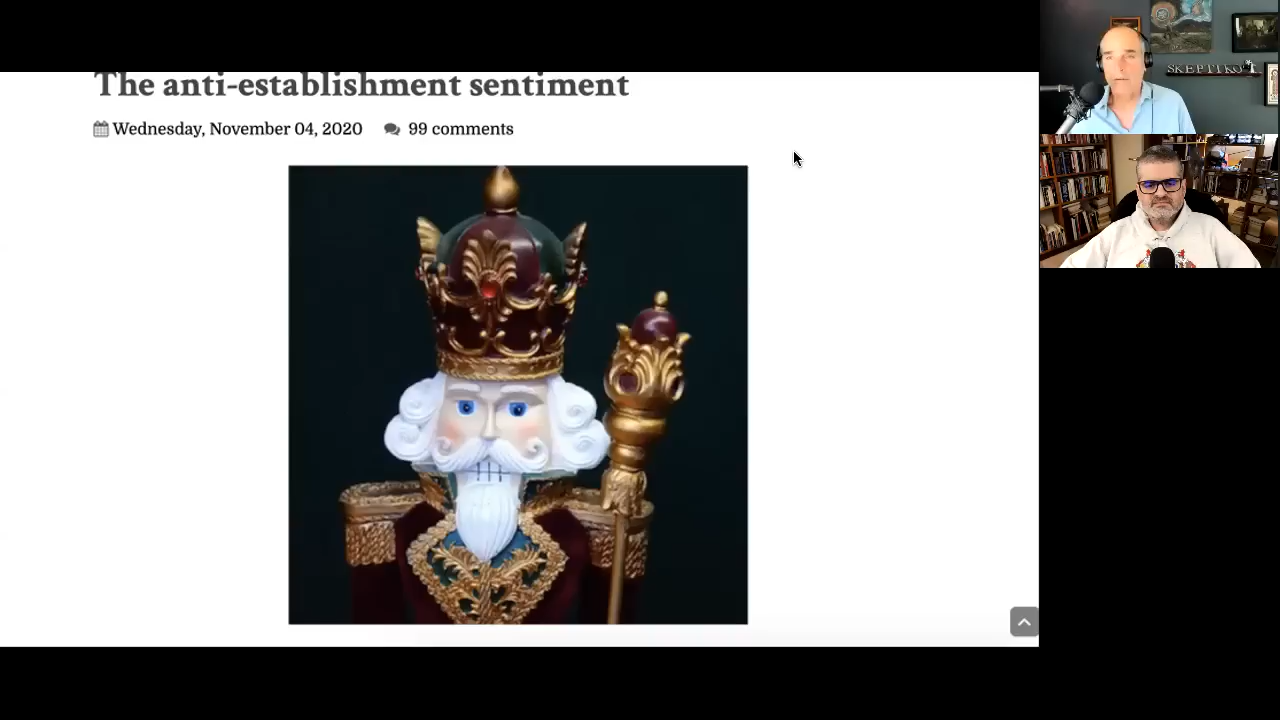 The anti-establishment sentiment
Wednesday, November 04, 2020 99 comments
SKEPTIKO